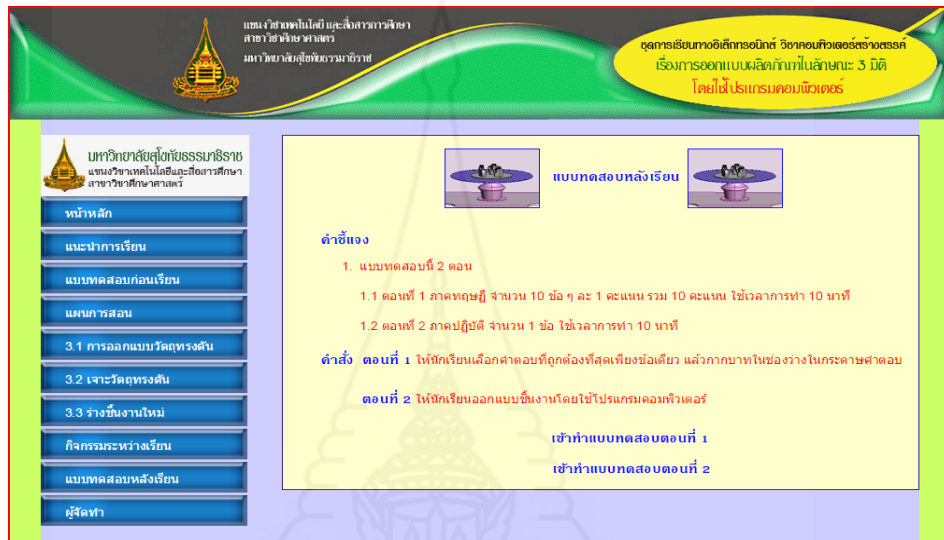 แขนงวิชาเทคโนโลยี และสื่อสารการศึกษา
สาขาวิชาศึกษาศาสตร์
มหาวิทยาลัยสุโขทัยธรรมาธิราช
ชุดการเรียนทางอิเล็กทรอนิกส์ วิชาคอมพิวเตอร์สร้างสรรค์
เรื่องการออกแบบผลิตภัณฑ์ในลักษณะ 3 มิติ
โดยใช้โปรแกรมคอมพิวเตอร์
มหาวิทยาลัยสุโขทัยธรรมาธิราช
แขนงวิชาเทคโนโลยีและสื่อสารศึกษา
สาขาวิชาศึกษาศาสตร์
หน้าหลัก
แนะนำการเรียน
แบบทดสอบก่อนเรียน
แผนการสอน
3.1 การออกแบบวัตถุทรงตัน
3.2 เจาะวัตถุทรงตัน
3.3 ร่างชิ้นงานใหม่
กิจกรรมระหว่างเรียน
แบบทดสอบหลังเรียน
ผู้จัดทำ
แบบทดสอบหลังเรียน
คำชี้แจง
1. แบบทดสอบนี้ 2 ตอน
1.1 ตอนที่ 1 ภาคทฤษฎี จำนวน 10 ข้อ ๆ ละ 1 คะแนน รวม 10 คะแนน ใช้เวลาการทำ 10 นาที
1.2 ตอนที่ 2 ภาคปฏิบัติ จำนวน 1 ข้อ ใช้เวลาการทำ 10 นาที
คำสั่ง ตอนที่ 1 ให้นักเรียนเลือกคำตอบที่ถูกต้องที่สุดเพียงข้อเดียว แล้วกากบาทในช่องว่างในกระดาษคำตอบ
ตอนที่ 2 ให้นักเรียนออกแบบชิ้นงานโดยใช้โปรแกรมคอมพิวเตอร์
เข้าทำแบบทดสอบตอนที่ 1
เข้าทำแบบทดสอบตอนที่ 2